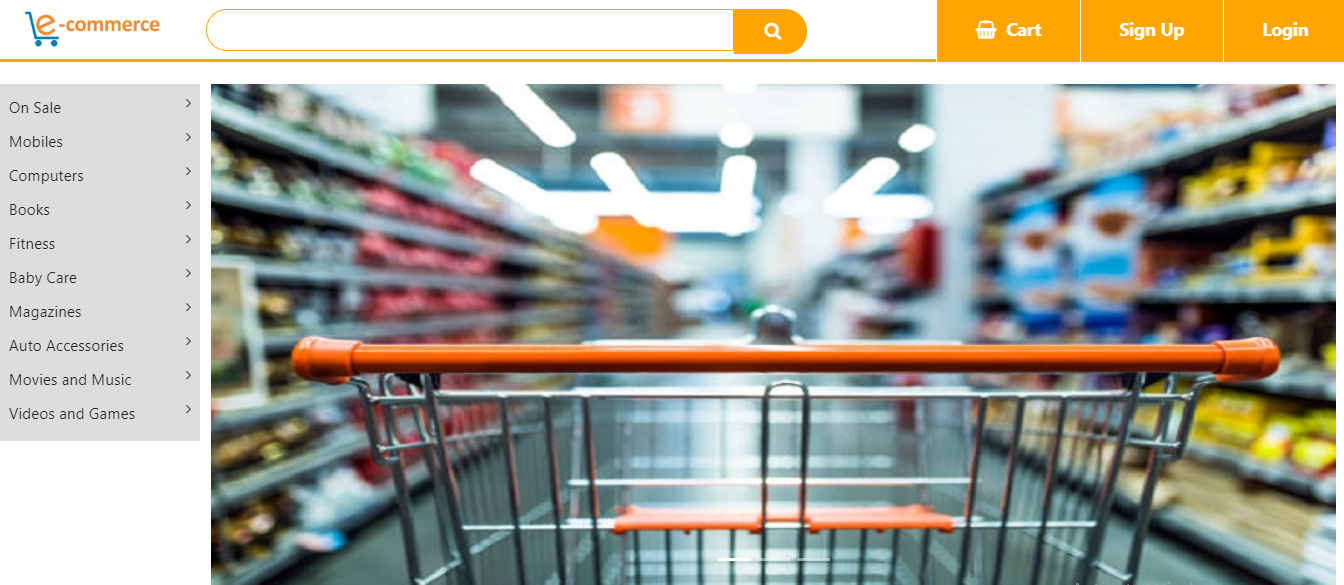 e-commerce
Cart
Sign Up
Login
On Sale
Mobiles
Computers
Books
Fitness
Baby Care
Magazines
Auto Accessories
Movies and Music
Videos and Games